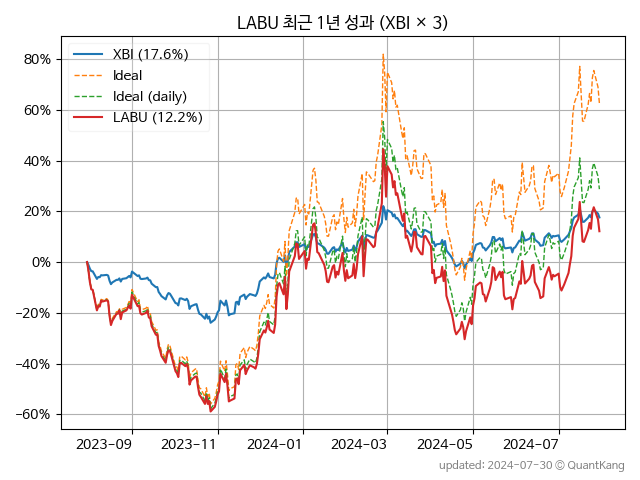 LABU 최근 1년 성과 (XBI × 3)
XBI (17.6%)
Ideal
Ideal (daily)
LABU (12.2%)
80%
60%
40%
20%
0%
−20%
−40%
−60%
2023−09 2023−11 2024−01 2024−03 2024−05 2024−07
updated: 2024-07-30 © QuantKang